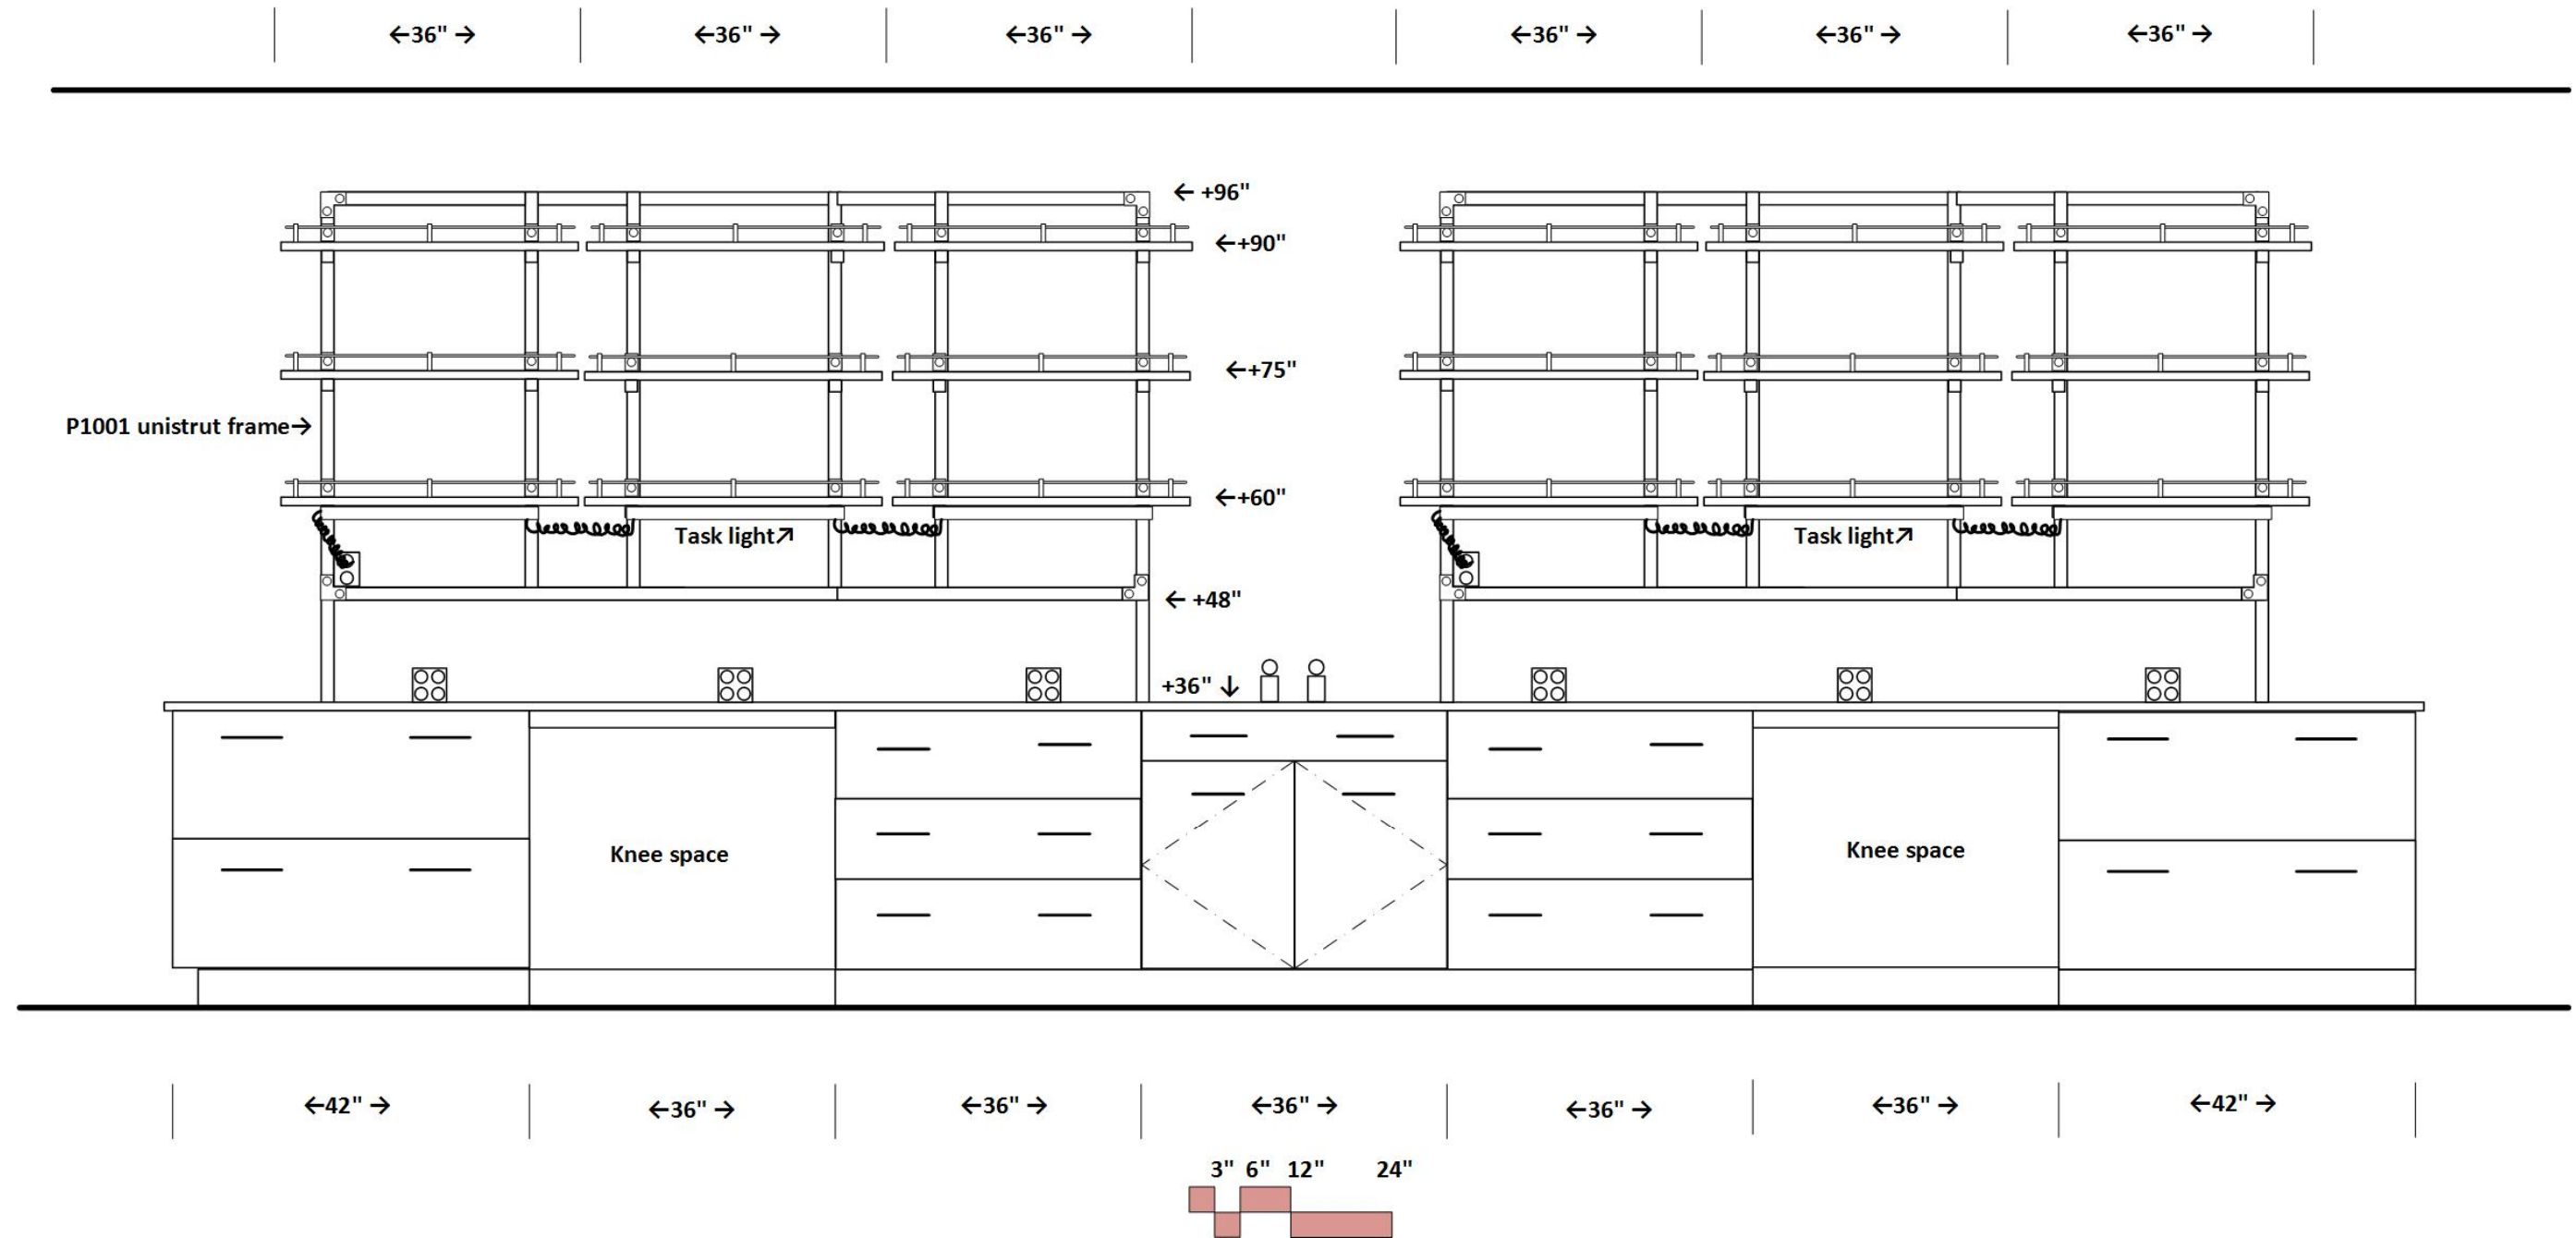 ←36" → ←36" → ←36" → ←36" → ←36" → ←36" →
← +96"
←+90"
←+75"
P1001 unistrut frame→
←+60"
Task light↗ Task light↗
← +48"
+36" ↓
Knee space Knee space
←42" → ←36" → ←36" → ←36" → ←36" → ←36" → ←42" →
3" 6" 12" 24"